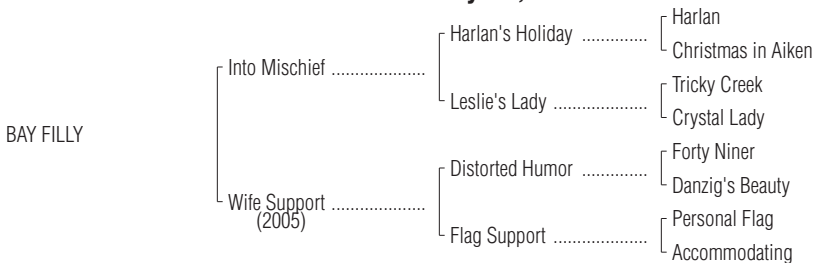 Harlan
Harlan's Holiday ..............
Christmas in Aiken
Into Mischief .....................
Tricky Creek
Leslie's Lady .....................
Crystal Lady
BAY FILLY
Forty Niner
Distorted Humor ..............
Danzig's Beauty
Wife Support .....................
(2005)
Personal Flag
Flag Support .....................
Accommodating